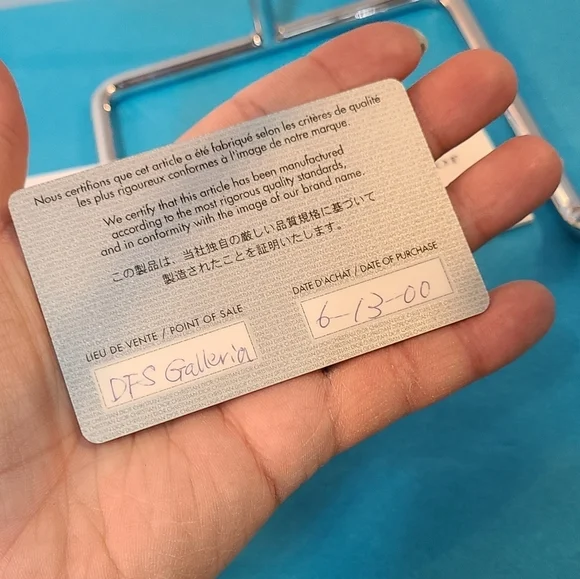 Nous certifions que cet article a été fabriqué selon les critères de qualité
les plus rigoureux conformes à l'image de notre marque.
We certify that this article has been manufactured
according to the most rigorous quality standards,
and in conformity with the image of our brand name.
この製品は、当社独自の厳しい品質規格に基づいて
製造されたことを証明いたします。
LIEU DE VENTE / POINT OF SALE
DFS Galleria
DATE D'ACHAT / DATE OF PURCHASE
6-13-00